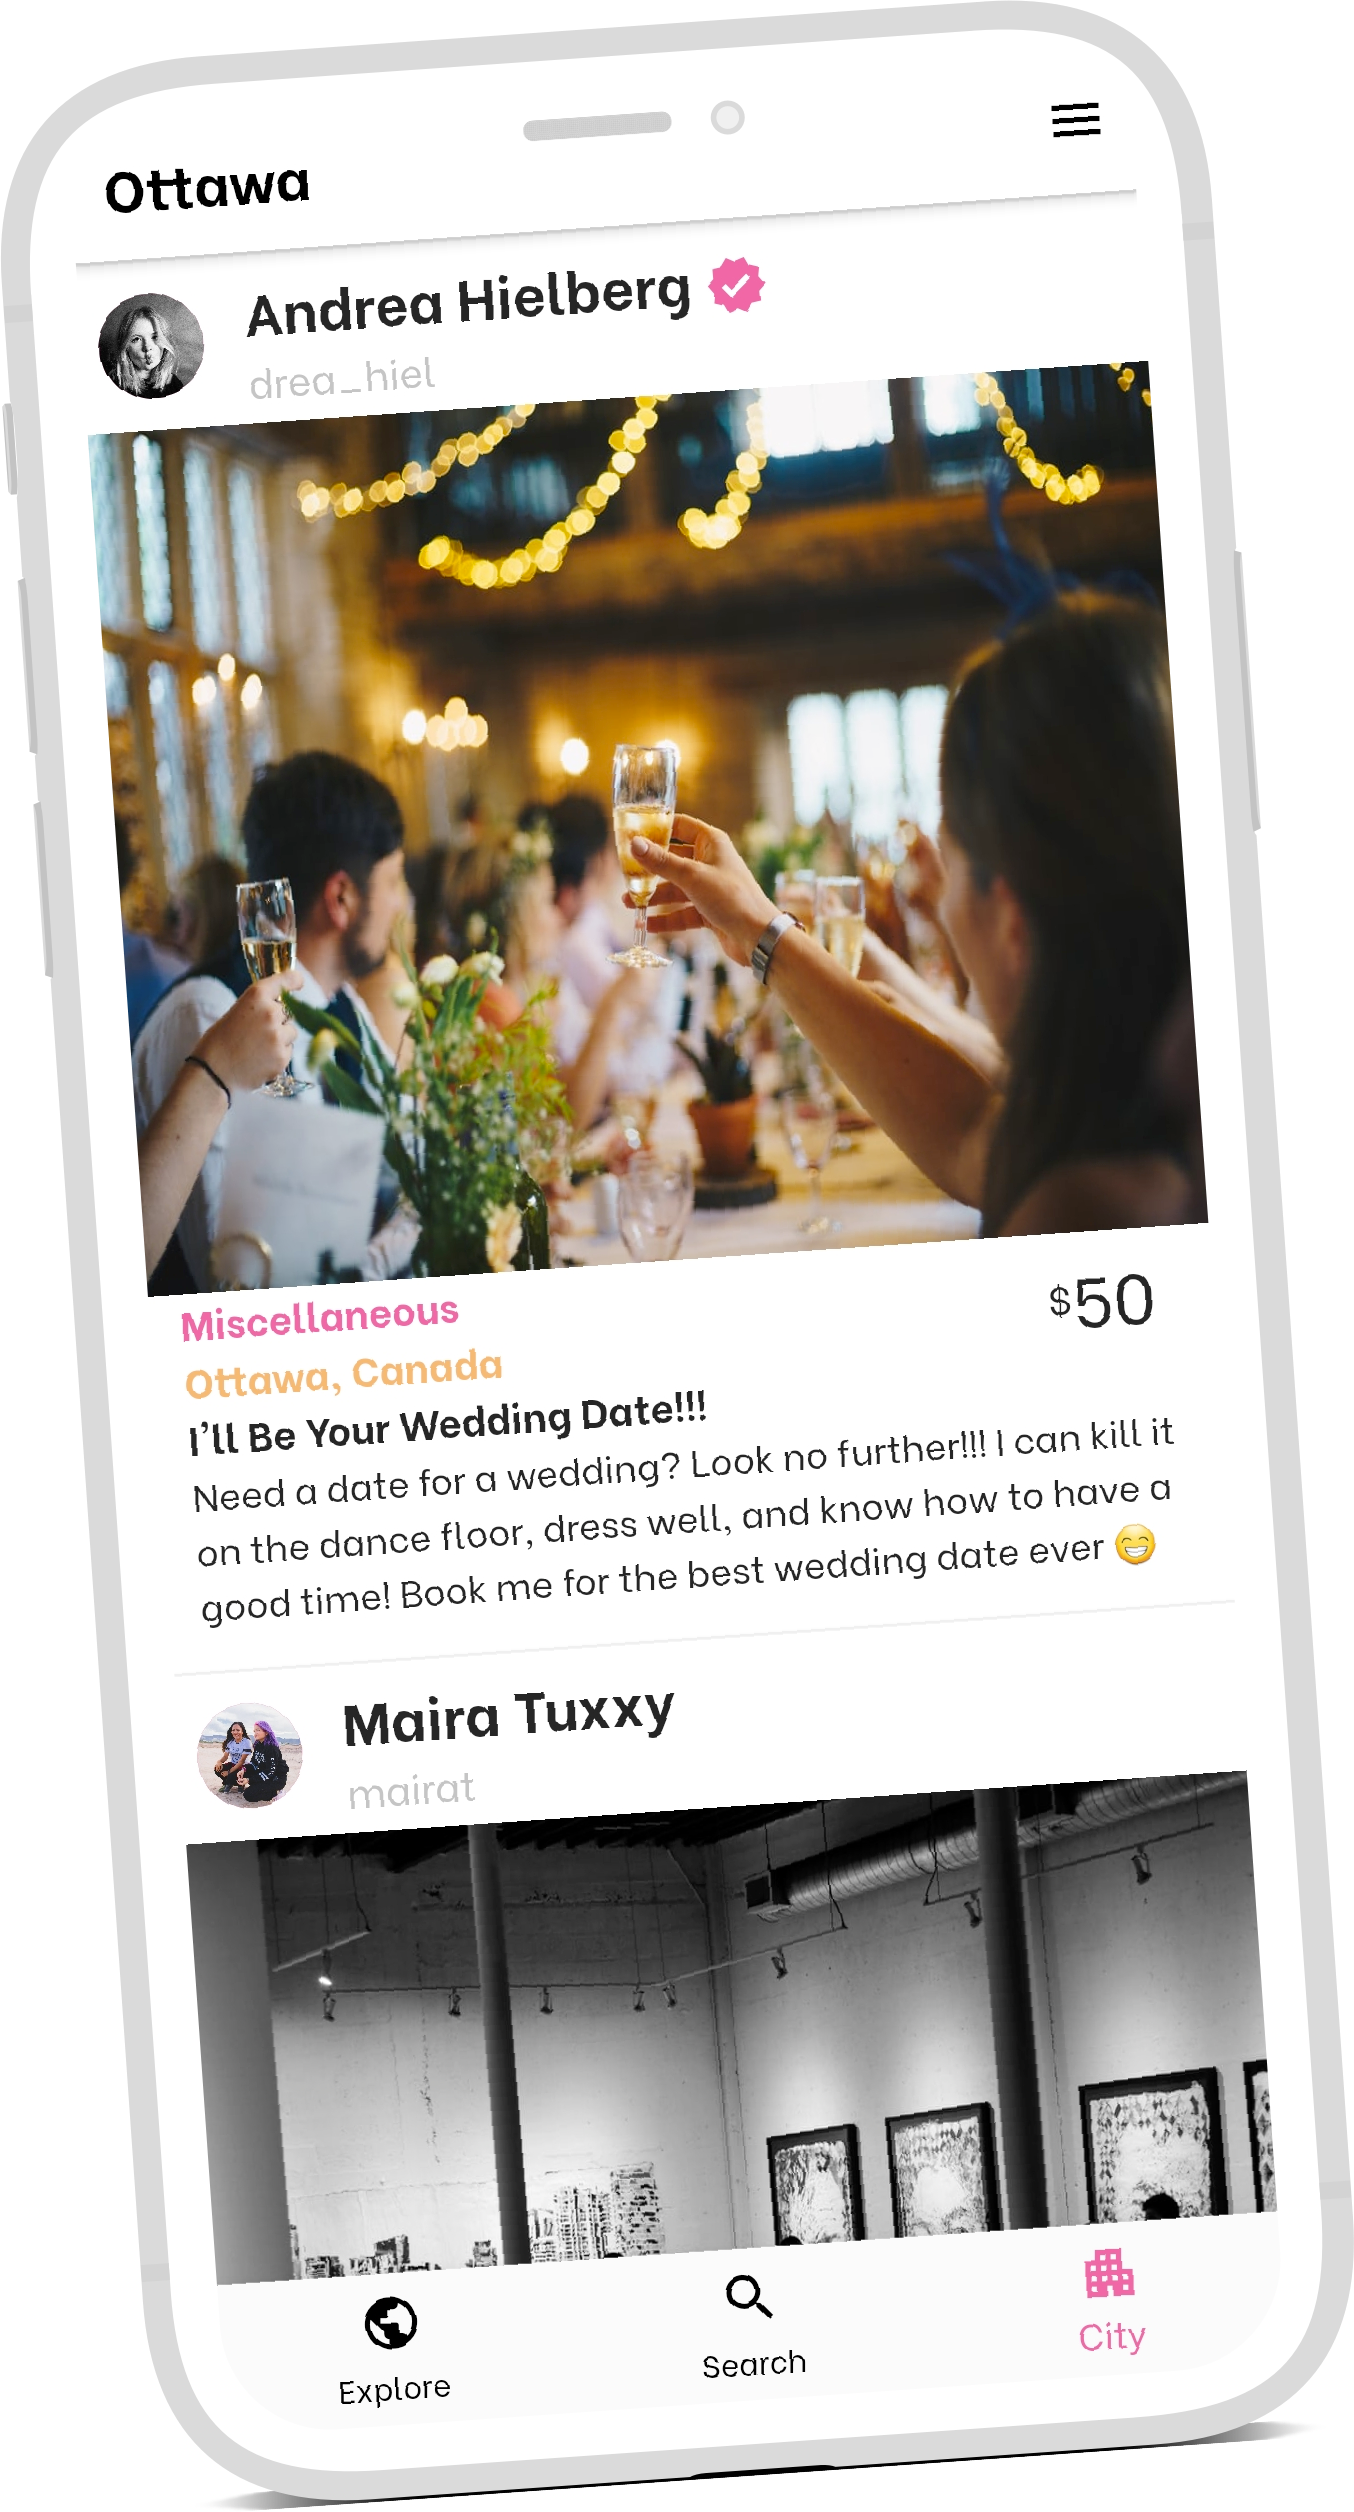 Ottawa
Andrea Hielberg
drea_hiel
Miscellaneous
$50
Ottawa, Canada
I'll Be Your Wedding Date!!!
Need a date for a wedding? Look no further!!! I can kill it
on the dance floor, dress well, and know how to have a
good time! Book me for the best wedding date ever 😁
Maira Tuxxy
mairat
Explore
Search
City